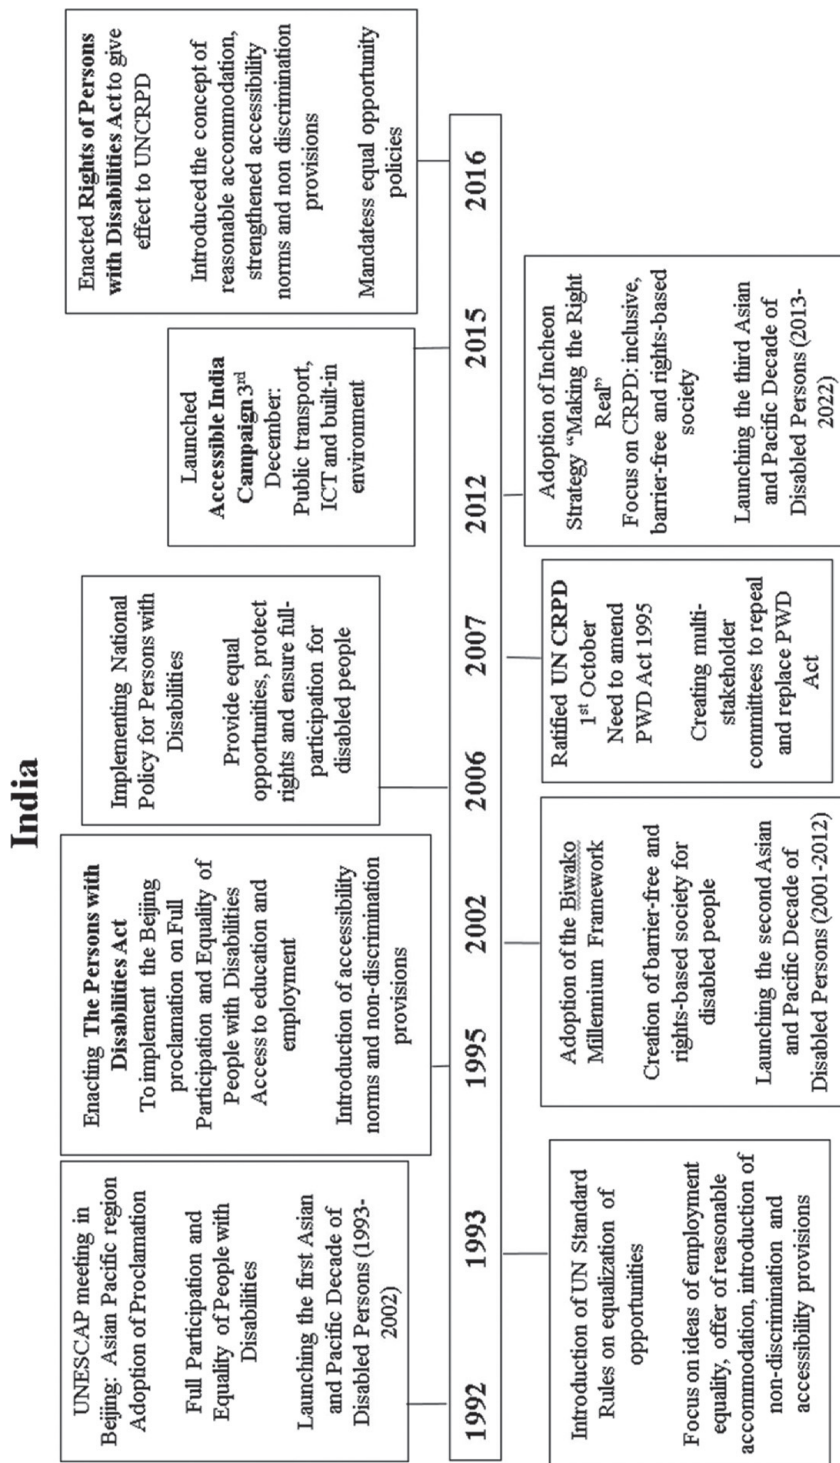 India
UNESCAP meeting in
Beijing: Asian Pacific region
Adoption of Proclamation
Full Participation and
Equality of People with
Disabilities
Launching the first Asian
and Pacific Decade of
Disabled Persons (1993-
2002)
Enacting The Persons with
Disabilities Act
To implement the Beijing
proclamation on Full
Participation and Equality of
People with Disabilities
Access to education and
employment
Introduction of accessibility
norms and non-discrimination
provisions
Implementing National
Policy for Persons with
Disabilities
Provide equal
opportunities, protect
rights and ensure full-
participation for
disabled people
Launched
Accessible India
Campaign 3rd
December:
Public transport,
ICT and built-in
environment
Enacted Rights of Persons
with Disabilities Act to give
effect to UNCRPD
Introduced the concept of
reasonable accommodation,
strengthened accessibility
norms and non discrimination
provisions
Mandatess equal opportunity
policies
1992 1993 1995 2002 2006 2007 2012 2015 2016
Introduction of UN Standard
Rules on equalization of
opportunities
Focus on ideas of employment
equality, offer of reasonable
accommodation, introduction of
non-discrimination and
accessibility provisions
Adoption of the Biwako
Millennium Framework
Creation of barrier-free and
rights-based society for
disabled people
Launching the second Asian
and Pacific Decade of
Disabled Persons (2001-2012)
Ratified UN CRPD
1st October
Need to amend
PWD Act 1995
Creating multi-
stakeholder
committees to repeal
and replace PWD
Act
Adoption of Incheon
Strategy “Making the Right
Real”
Focus on CRPD: inclusive,
barrier-free and rights-based
society
Launching the third Asian
and Pacific Decade of
Disabled Persons (2013-
2022)